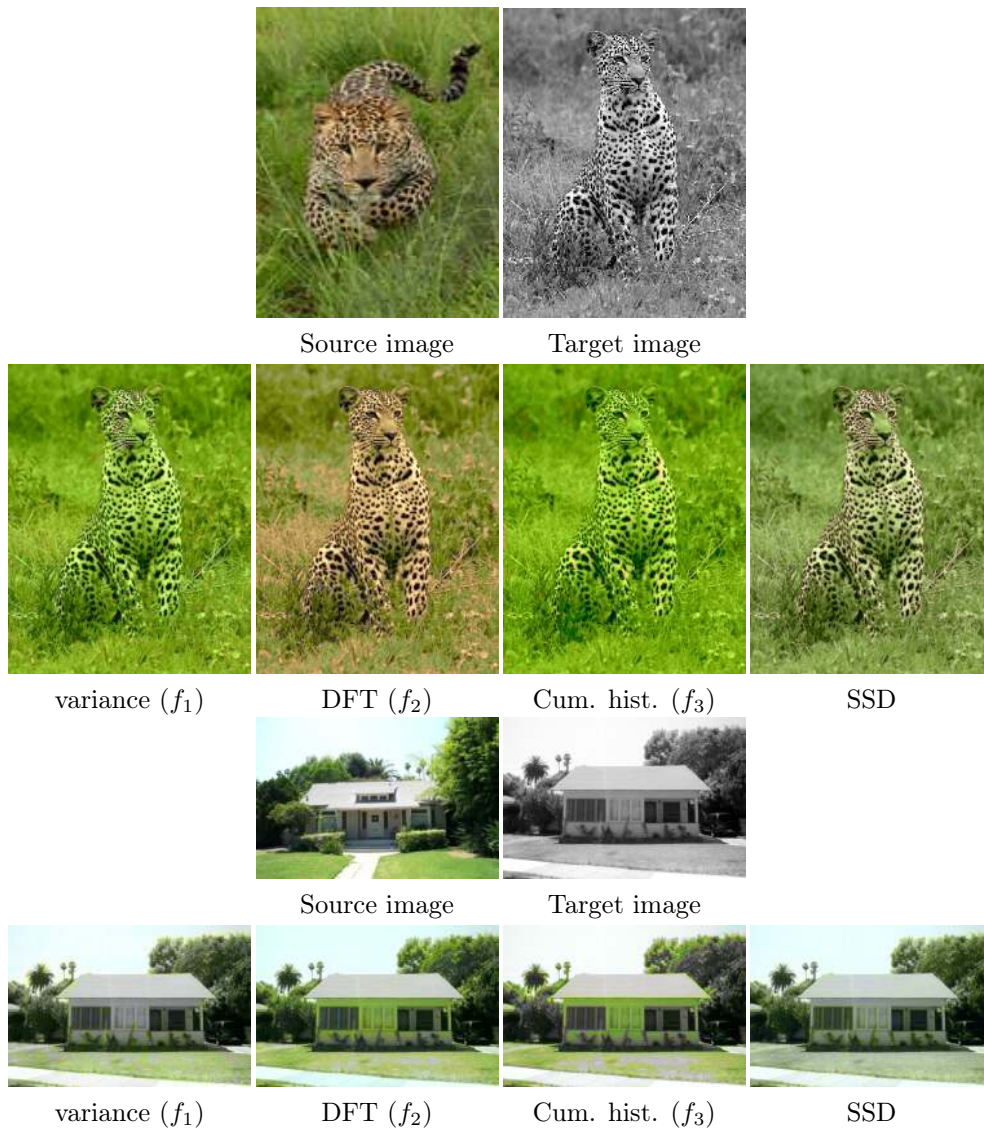 Source image Target image
variance (f₁) DFT (f₂) Cum. hist. (f₃) SSD
Source image Target image
variance (f₁) DFT (f₂) Cum. hist. (f₃) SSD